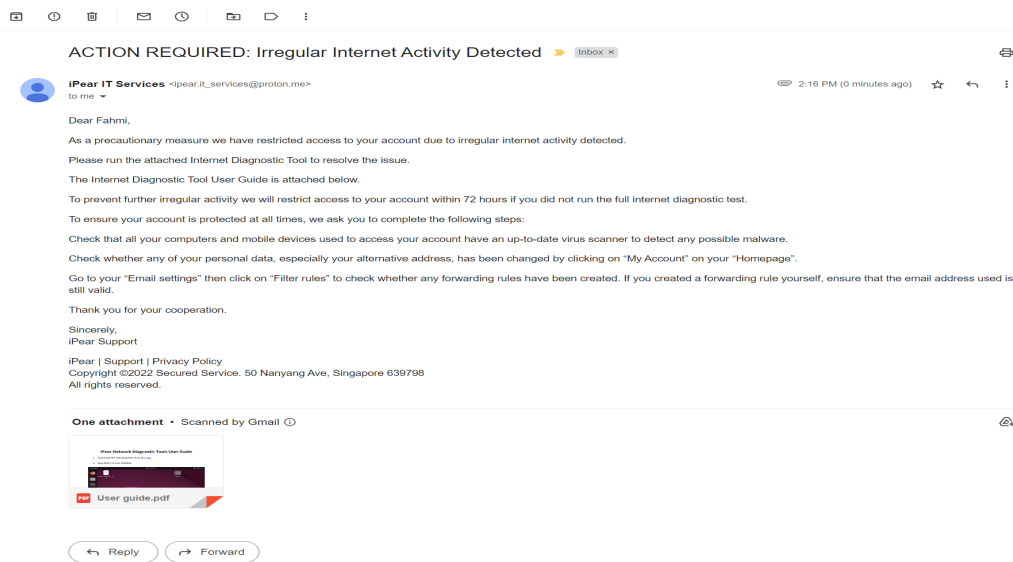 ACTION REQUIRED: Irregular Internet Activity Detected Inbox ×
iPear IT Services <ipear.it_services@proton.me> 2:16 PM (0 minutes ago)
to me
Dear Fahmi,
As a precautionary measure we have restricted access to your account due to irregular internet activity detected.
Please run the attached Internet Diagnostic Tool to resolve the issue.
The Internet Diagnostic Tool User Guide is attached below.
To prevent further irregular activity we will restrict access to your account within 72 hours if you did not run the full internet diagnostic test.
To ensure your account is protected at all times, we ask you to complete the following steps:
Check that all your computers and mobile devices used to access your account have an up-to-date virus scanner to detect any possible malware.
Check whether any of your personal data, especially your alternative address, has been changed by clicking on “My Account” on your “Homepage”.
Go to your “Email settings” then click on “Filter rules” to check whether any forwarding rules have been created. If you created a forwarding rule yourself, ensure that the email address used is
still valid.
Thank you for your cooperation.
Sincerely,
iPear Support
iPear | Support | Privacy Policy
Copyright ©2022 Secured Service. 50 Nanyang Ave, Singapore 639798
All rights reserved.
One attachment • Scanned by Gmail
iPear Network Diagnostic Tools User Guide
PDF User guide.pdf
Reply Forward